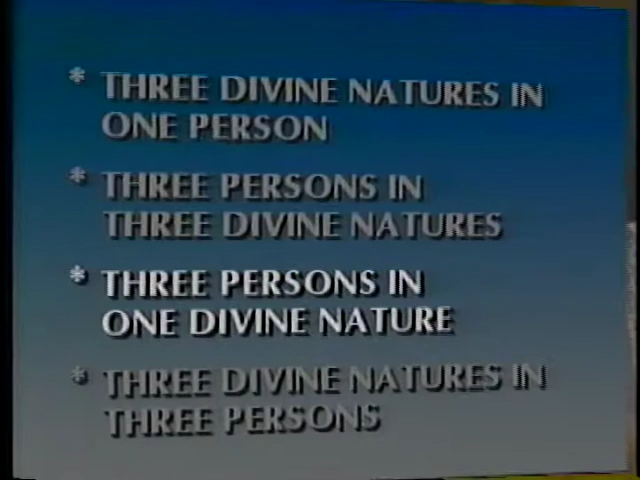 * THREE DIVINE NATURES IN
ONE PERSON
* THREE PERSONS IN
THREE DIVINE NATURES
* THREE PERSONS IN
ONE DIVINE NATURE
* THREE DIVINE NATURES IN
THREE PERSONS